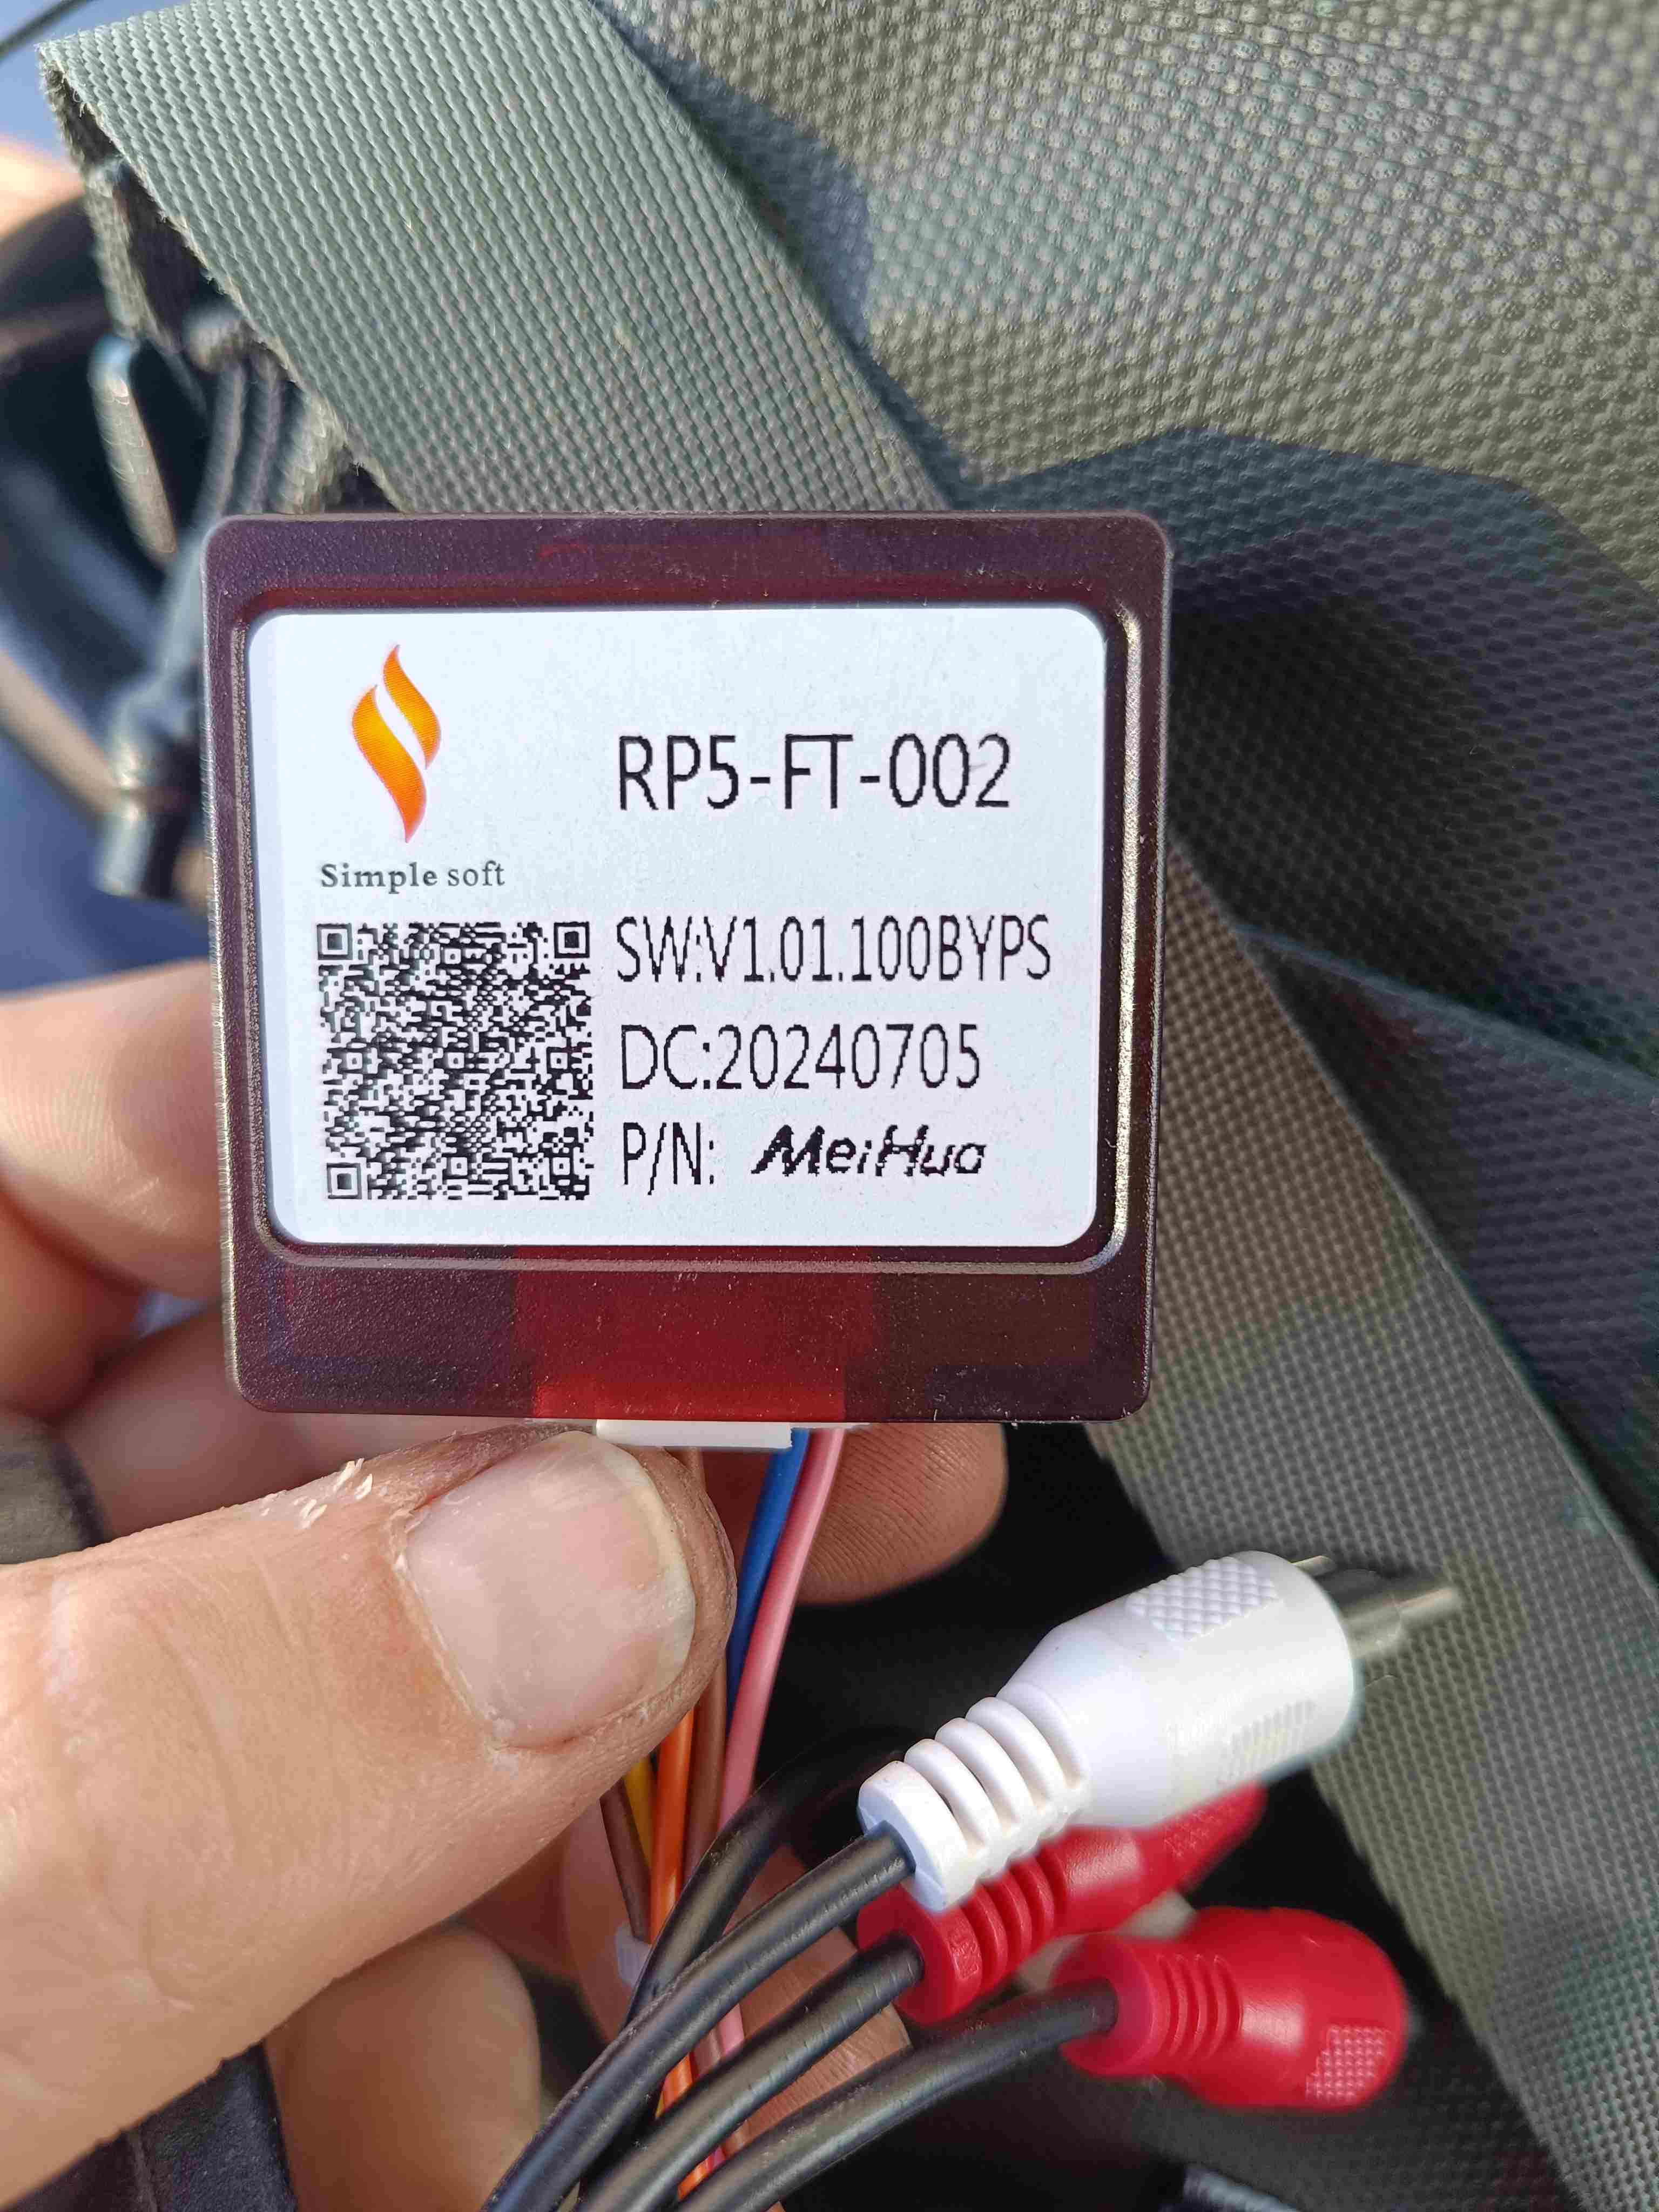 RP5-FT-002
Simple soft
SW:V1.01.100BYPS
DC:20240705
P/N: MeiHua